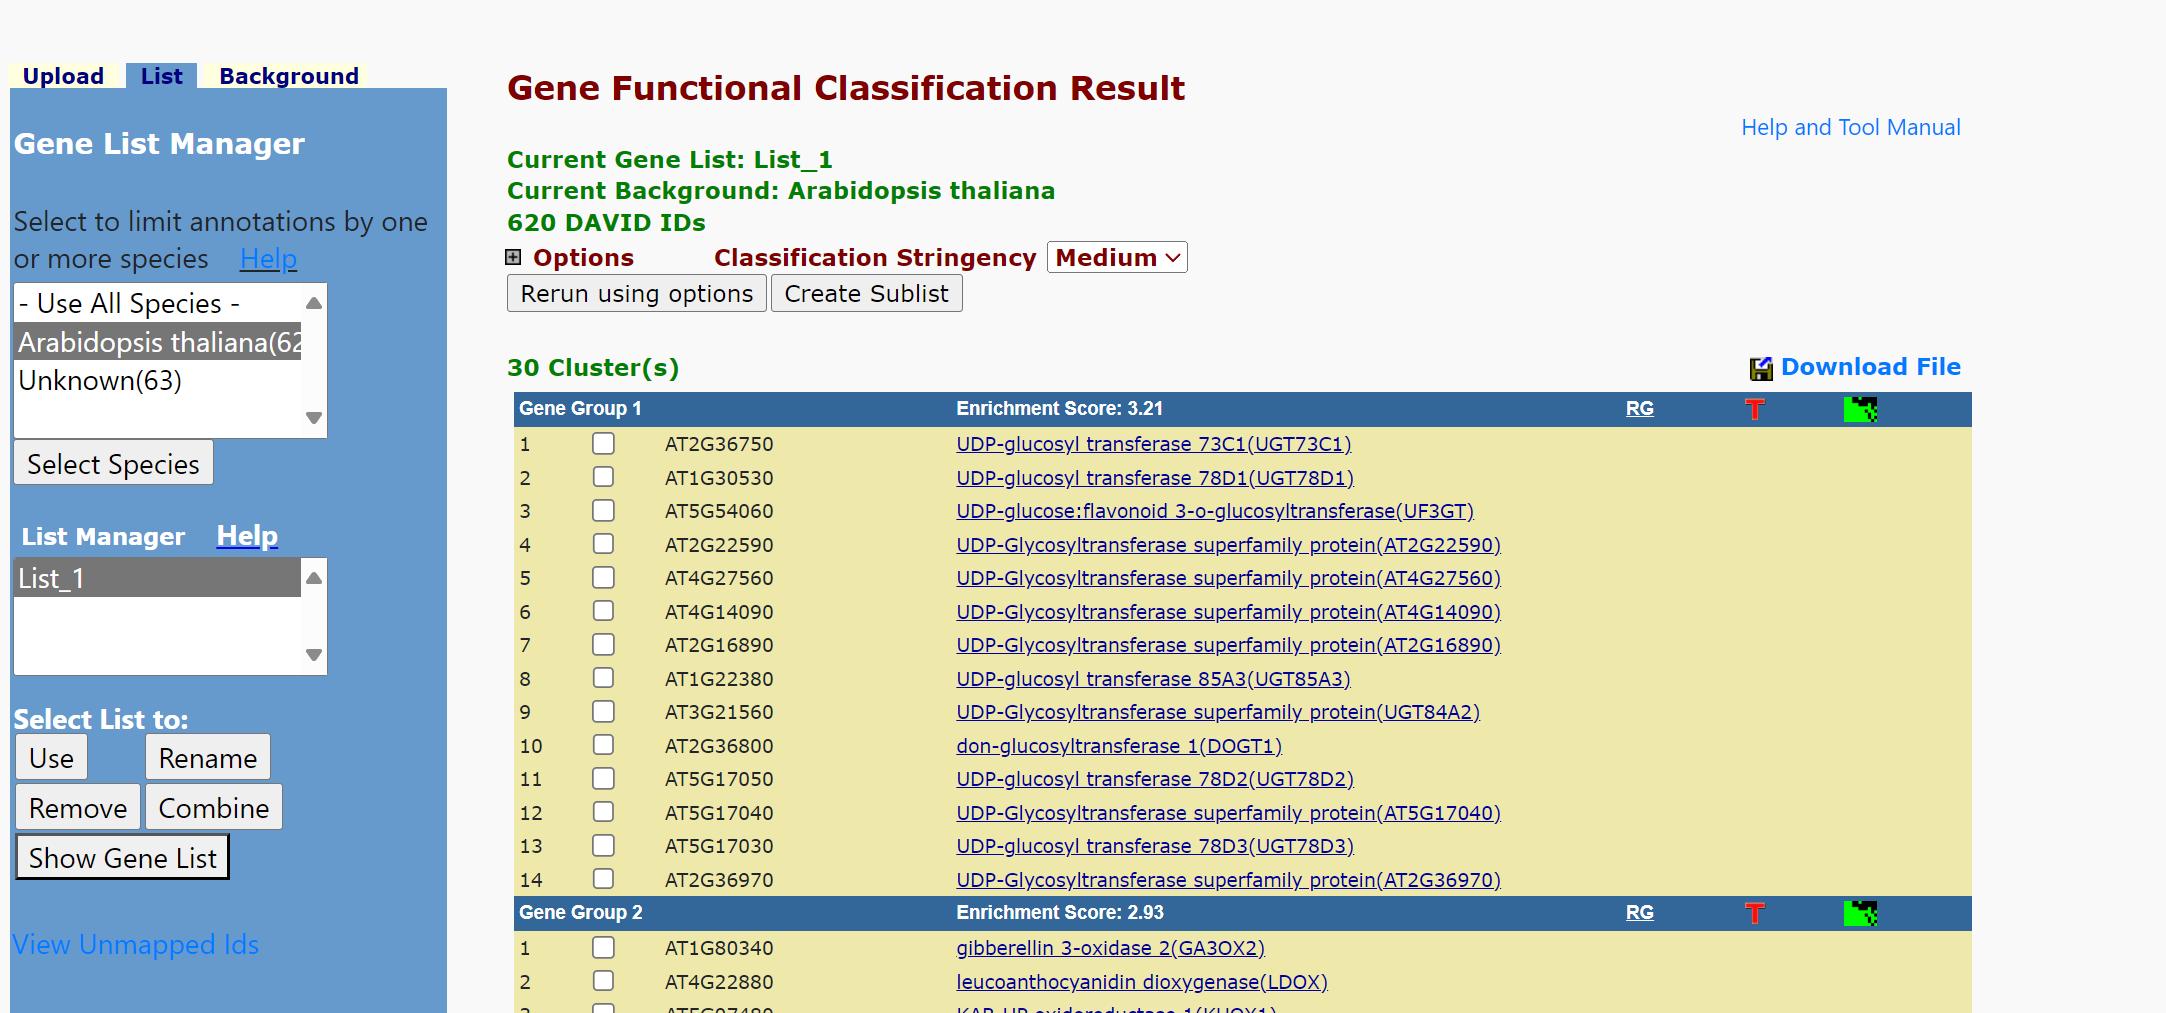 Upload List Background
Gene List Manager
Select to limit annotations by one
or more species Help
- Use All Species -
Arabidopsis thaliana(62
Unknown(63)
Select Species
List Manager Help
List_1
Select List to:
Use Rename
Remove Combine
Show Gene List
View Unmapped Ids
Gene Functional Classification Result
Help and Tool Manual
Current Gene List: List_1
Current Background: Arabidopsis thaliana
620 DAVID IDs
Options Classification Stringency Medium
Rerun using options Create Sublist
30 Cluster(s) Download File
Gene Group 1 Enrichment Score: 3.21 RG T
1 AT2G36750 UDP-glucosyl transferase 73C1(UGT73C1)
2 AT1G30530 UDP-glucosyl transferase 78D1(UGT78D1)
3 AT5G54060 UDP-glucose:flavonoid 3-o-glucosyltransferase(UF3GT)
4 AT2G22590 UDP-Glycosyltransferase superfamily protein(AT2G22590)
5 AT4G27560 UDP-Glycosyltransferase superfamily protein(AT4G27560)
6 AT4G14090 UDP-Glycosyltransferase superfamily protein(AT4G14090)
7 AT2G16890 UDP-Glycosyltransferase superfamily protein(AT2G16890)
8 AT1G22380 UDP-glucosyl transferase 85A3(UGT85A3)
9 AT3G21560 UDP-Glycosyltransferase superfamily protein(UGT84A2)
10 AT2G36800 don-glucosyltransferase 1(DOGT1)
11 AT5G17050 UDP-glucosyl transferase 78D2(UGT78D2)
12 AT5G17040 UDP-Glycosyltransferase superfamily protein(AT5G17040)
13 AT5G17030 UDP-glucosyl transferase 78D3(UGT78D3)
14 AT2G36970 UDP-Glycosyltransferase superfamily protein(AT2G36970)
Gene Group 2 Enrichment Score: 2.93 RG T
1 AT1G80340 gibberellin 3-oxidase 2(GA3OX2)
2 AT4G22880 leucoanthocyanidin dioxygenase(LDOX)